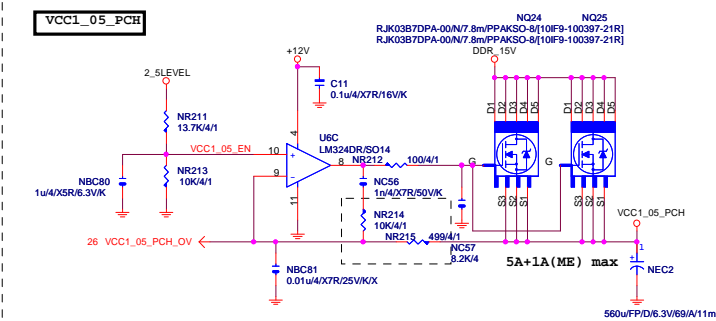 VCC1_05_PCH
NQ24 NQ25
RJK03B7DPA-00/N/7.8m/PPAKSO-8/[10IF9-100397-21R]
RJK03B7DPA-00/N/7.8m/PPAKSO-8/[10IF9-100397-21R]
+12V
DDR_15V
2_5LEVEL
C11
0.1u/4/X7R/16V/K
D1 D2 D3 D4 D5
D1 D2 D3 D4 D5
NR211
13.7K/4/1
4
U6C
LM324DR/SO14
VCC1_05_EN
10
+
8
NR212
100/4/1
G
G
9
-
11
NBC80
1u/4/X5R/6.3V/K
NR213
10K/4/1
NC56
1n/4/X7R/50V/K
S3 S2 S1
S3 S2 S1
NR214
10K/4/1
VCC1_05_PCH
26 VCC1_05_PCH_OV
NR215
499/4/1
NC57
8.2K/4
5A+1A(ME) max
1
+
NEC2
NBC81
0.01u/4/X7R/25V/K/X
560u/FP/D/6.3V/69/A/11m